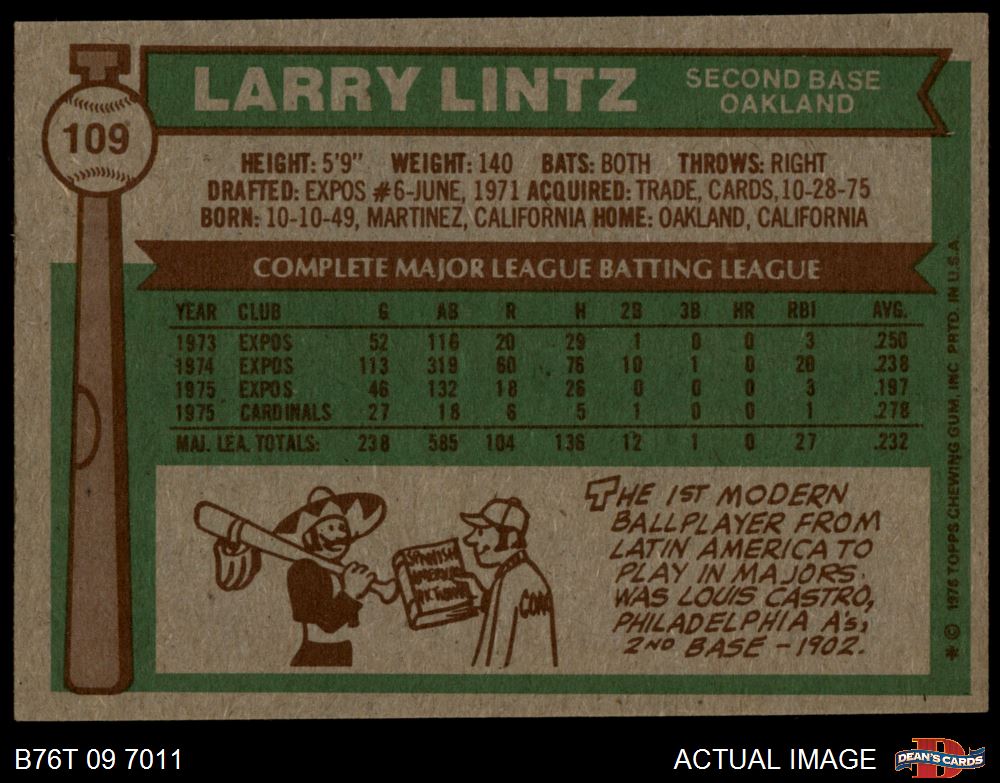 109
LARRY LINTZ
SECOND BASE
OAKLAND
HEIGHT: 5'9" WEIGHT: 140 BATS: BOTH THROWS: RIGHT
DRAFTED: EXPOS #6-JUNE, 1971 ACQUIRED: TRADE, CARDS, 10-28-75
BORN: 10-10-49, MARTINEZ, CALIFORNIA HOME: OAKLAND, CALIFORNIA
COMPLETE MAJOR LEAGUE BATTING LEAGUE
YEAR CLUB G AB R H 2B 3B HR RBI AVG.
1973 EXPOS 52 116 20 29 1 0 0 3 .250
1974 EXPOS 113 319 60 76 10 1 0 20 .238
1975 EXPOS 46 132 18 26 0 0 0 3 .197
1975 CARDINALS 27 18 6 5 1 0 0 1 .278
MAJ. LEA. TOTALS: 238 585 104 136 12 1 0 27 .232
SPANISH
THE 1ST MODERN
BALLPLAYER FROM
LATIN AMERICA TO
PLAY IN MAJORS
WAS LOUIS CASTRO,
PHILADELPHIA A's,
2ND BASE - 1902.
* © 1976 TOPPS CHEWING GUM, INC PRTD. IN U.S.A.
B76T 09 7011
ACTUAL IMAGE
DEAN'S CARDS